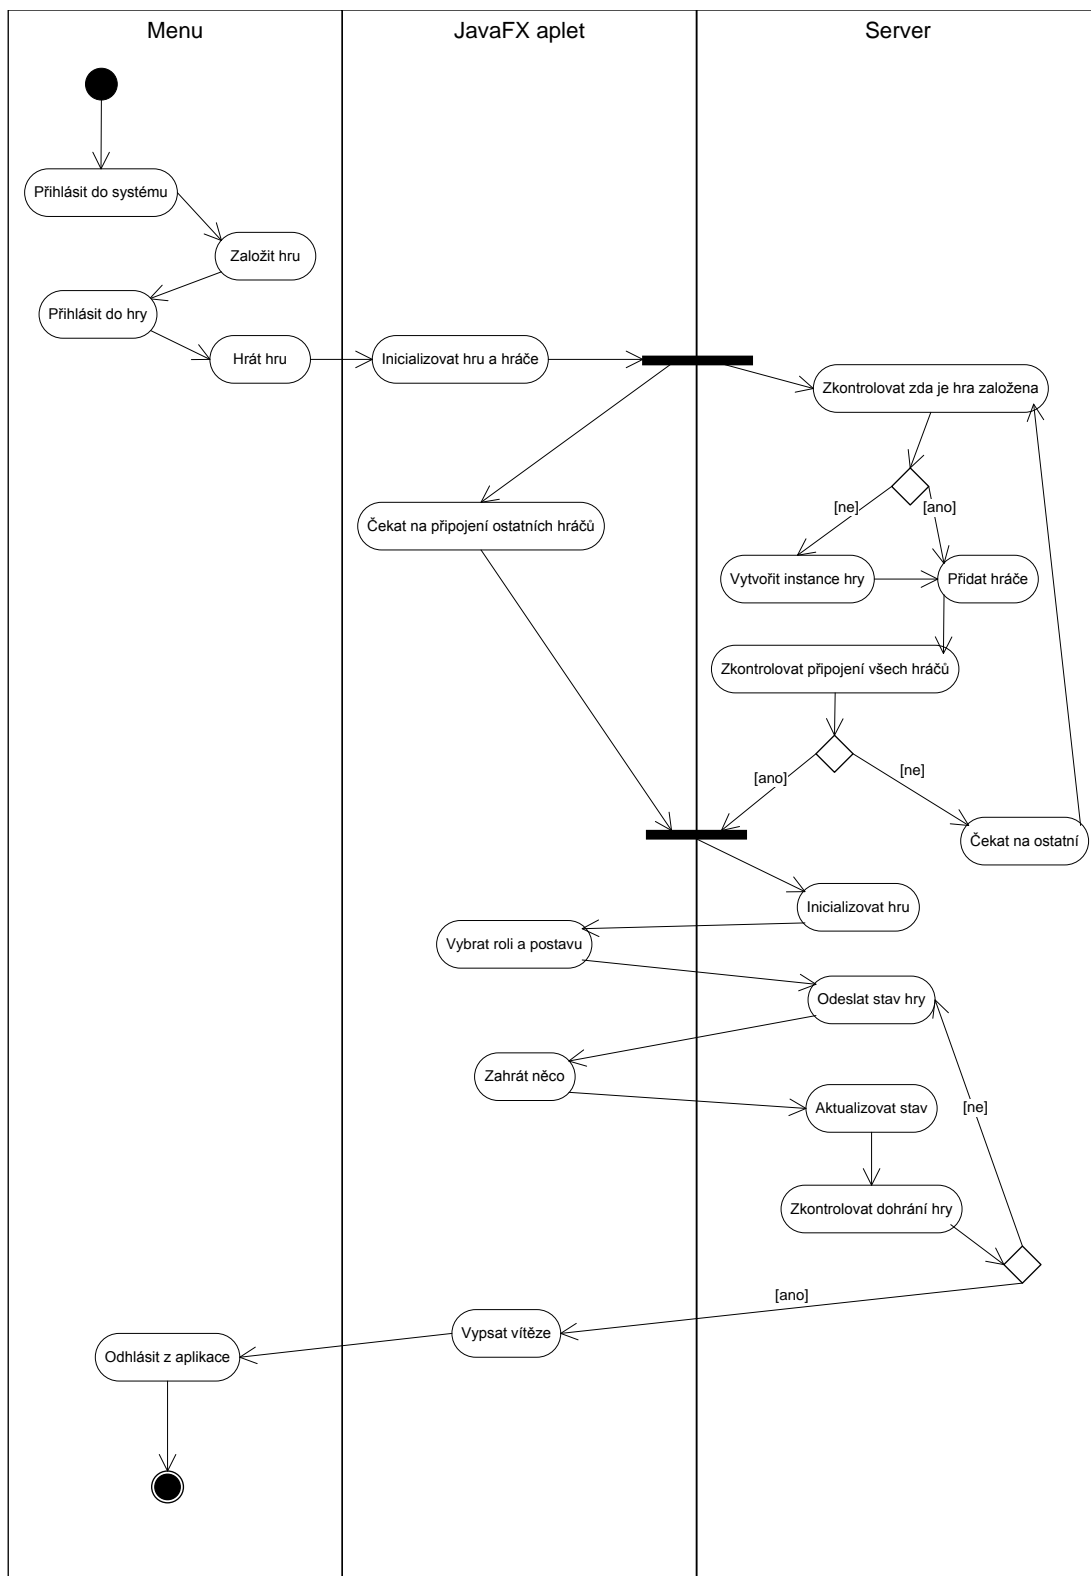 Menu
JavaFX aplet
Server
Přihlásit do systému
Založit hru
Přihlásit do hry
Hrát hru
Inicializovat hru a hráče
Zkontrolovat zda je hra založena
[ne]
[ano]
Čekat na připojení ostatních hráčů
Vytvořit instance hry
Přidat hráče
Zkontrolovat připojení všech hráčů
[ano]
[ne]
Čekat na ostatní
Inicializovat hru
Vybrat roli a postavu
Odeslat stav hry
Zahrát něco
Aktualizovat stav
[ne]
Zkontrolovat dohrání hry
[ano]
Vypsat vítěze
Odhlásit z aplikace